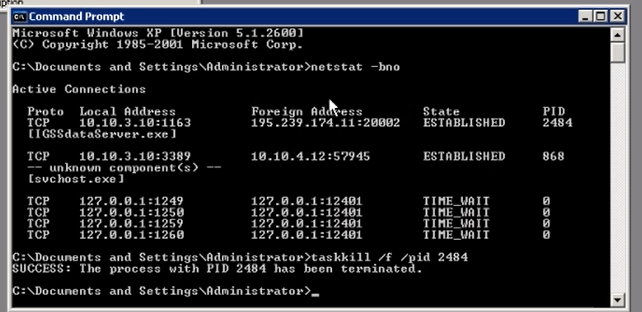 ption
Command Prompt
Microsoft Windows XP [Version 5.1.2600]
(C) Copyright 1985-2001 Microsoft Corp.
C:\Documents and Settings\Administrator>netstat -bno
Active Connections
Proto Local Address Foreign Address State PID
TCP 10.10.3.10:1163 195.239.174.11:20002 ESTABLISHED 2484
[IGSSdataServer.exe]
TCP 10.10.3.10:3389 10.10.4.12:57945 ESTABLISHED 868
-- unknown component(s) --
[svchost.exe]
TCP 127.0.0.1:1249 127.0.0.1:12401 TIME_WAIT 0
TCP 127.0.0.1:1250 127.0.0.1:12401 TIME_WAIT 0
TCP 127.0.0.1:1259 127.0.0.1:12401 TIME_WAIT 0
TCP 127.0.0.1:1260 127.0.0.1:12401 TIME_WAIT 0
C:\Documents and Settings\Administrator>taskkill /f /pid 2484
SUCCESS: The process with PID 2484 has been terminated.
C:\Documents and Settings\Administrator>_